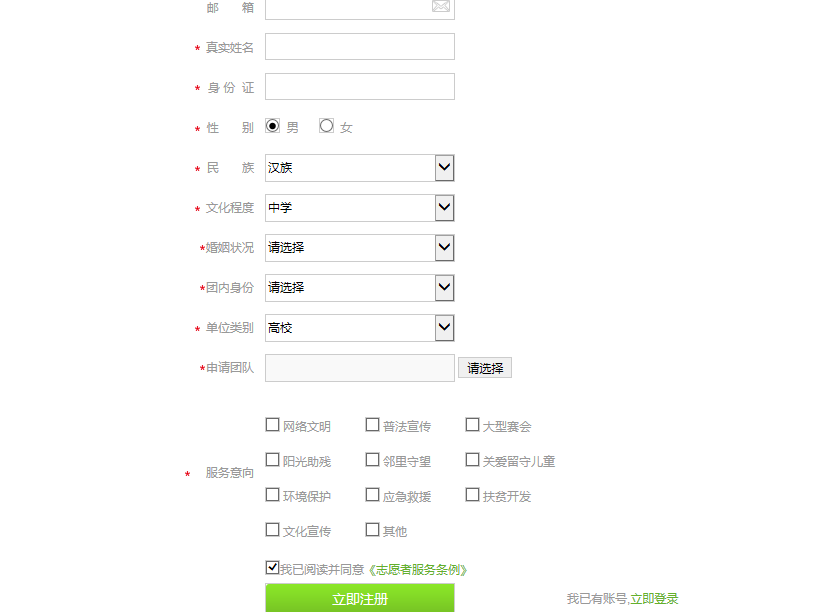 邮 箱
* 真实姓名
* 身 份 证
* 性 别 男 女
* 民 族 汉族
* 文化程度 中学
*婚姻状况 请选择
*团内身份 请选择
* 单位类别 高校
*申请团队 请选择
网络文明 普法宣传 大型赛会
阳光助残 邻里守望 关爱留守儿童
* 服务意向
环境保护 应急救援 扶贫开发
文化宣传 其他
我已阅读并同意《志愿者服务条例》
立即注册 我已有账号,立即登录